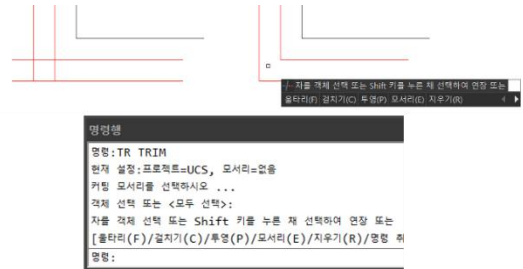 자를 객체 선택 또는 Shift 키를 누른 채 선택하여 연장 또는
울타리(F) 걸치기(C) 투영(P) 모서리(E) 지우기(R)
명령행
명령:TR TRIM
현재 설정:프로젝트=UCS, 모서리=없음
커팅 모서리를 선택하시오 ...
객체 선택 또는 <모두 선택>:
자를 객체 선택 또는 Shift 키를 누른 채 선택하여 연장 또는
[울타리(F)/걸치기(C)/투영(P)/모서리(E)/지우기(R)/명령 취
명령: